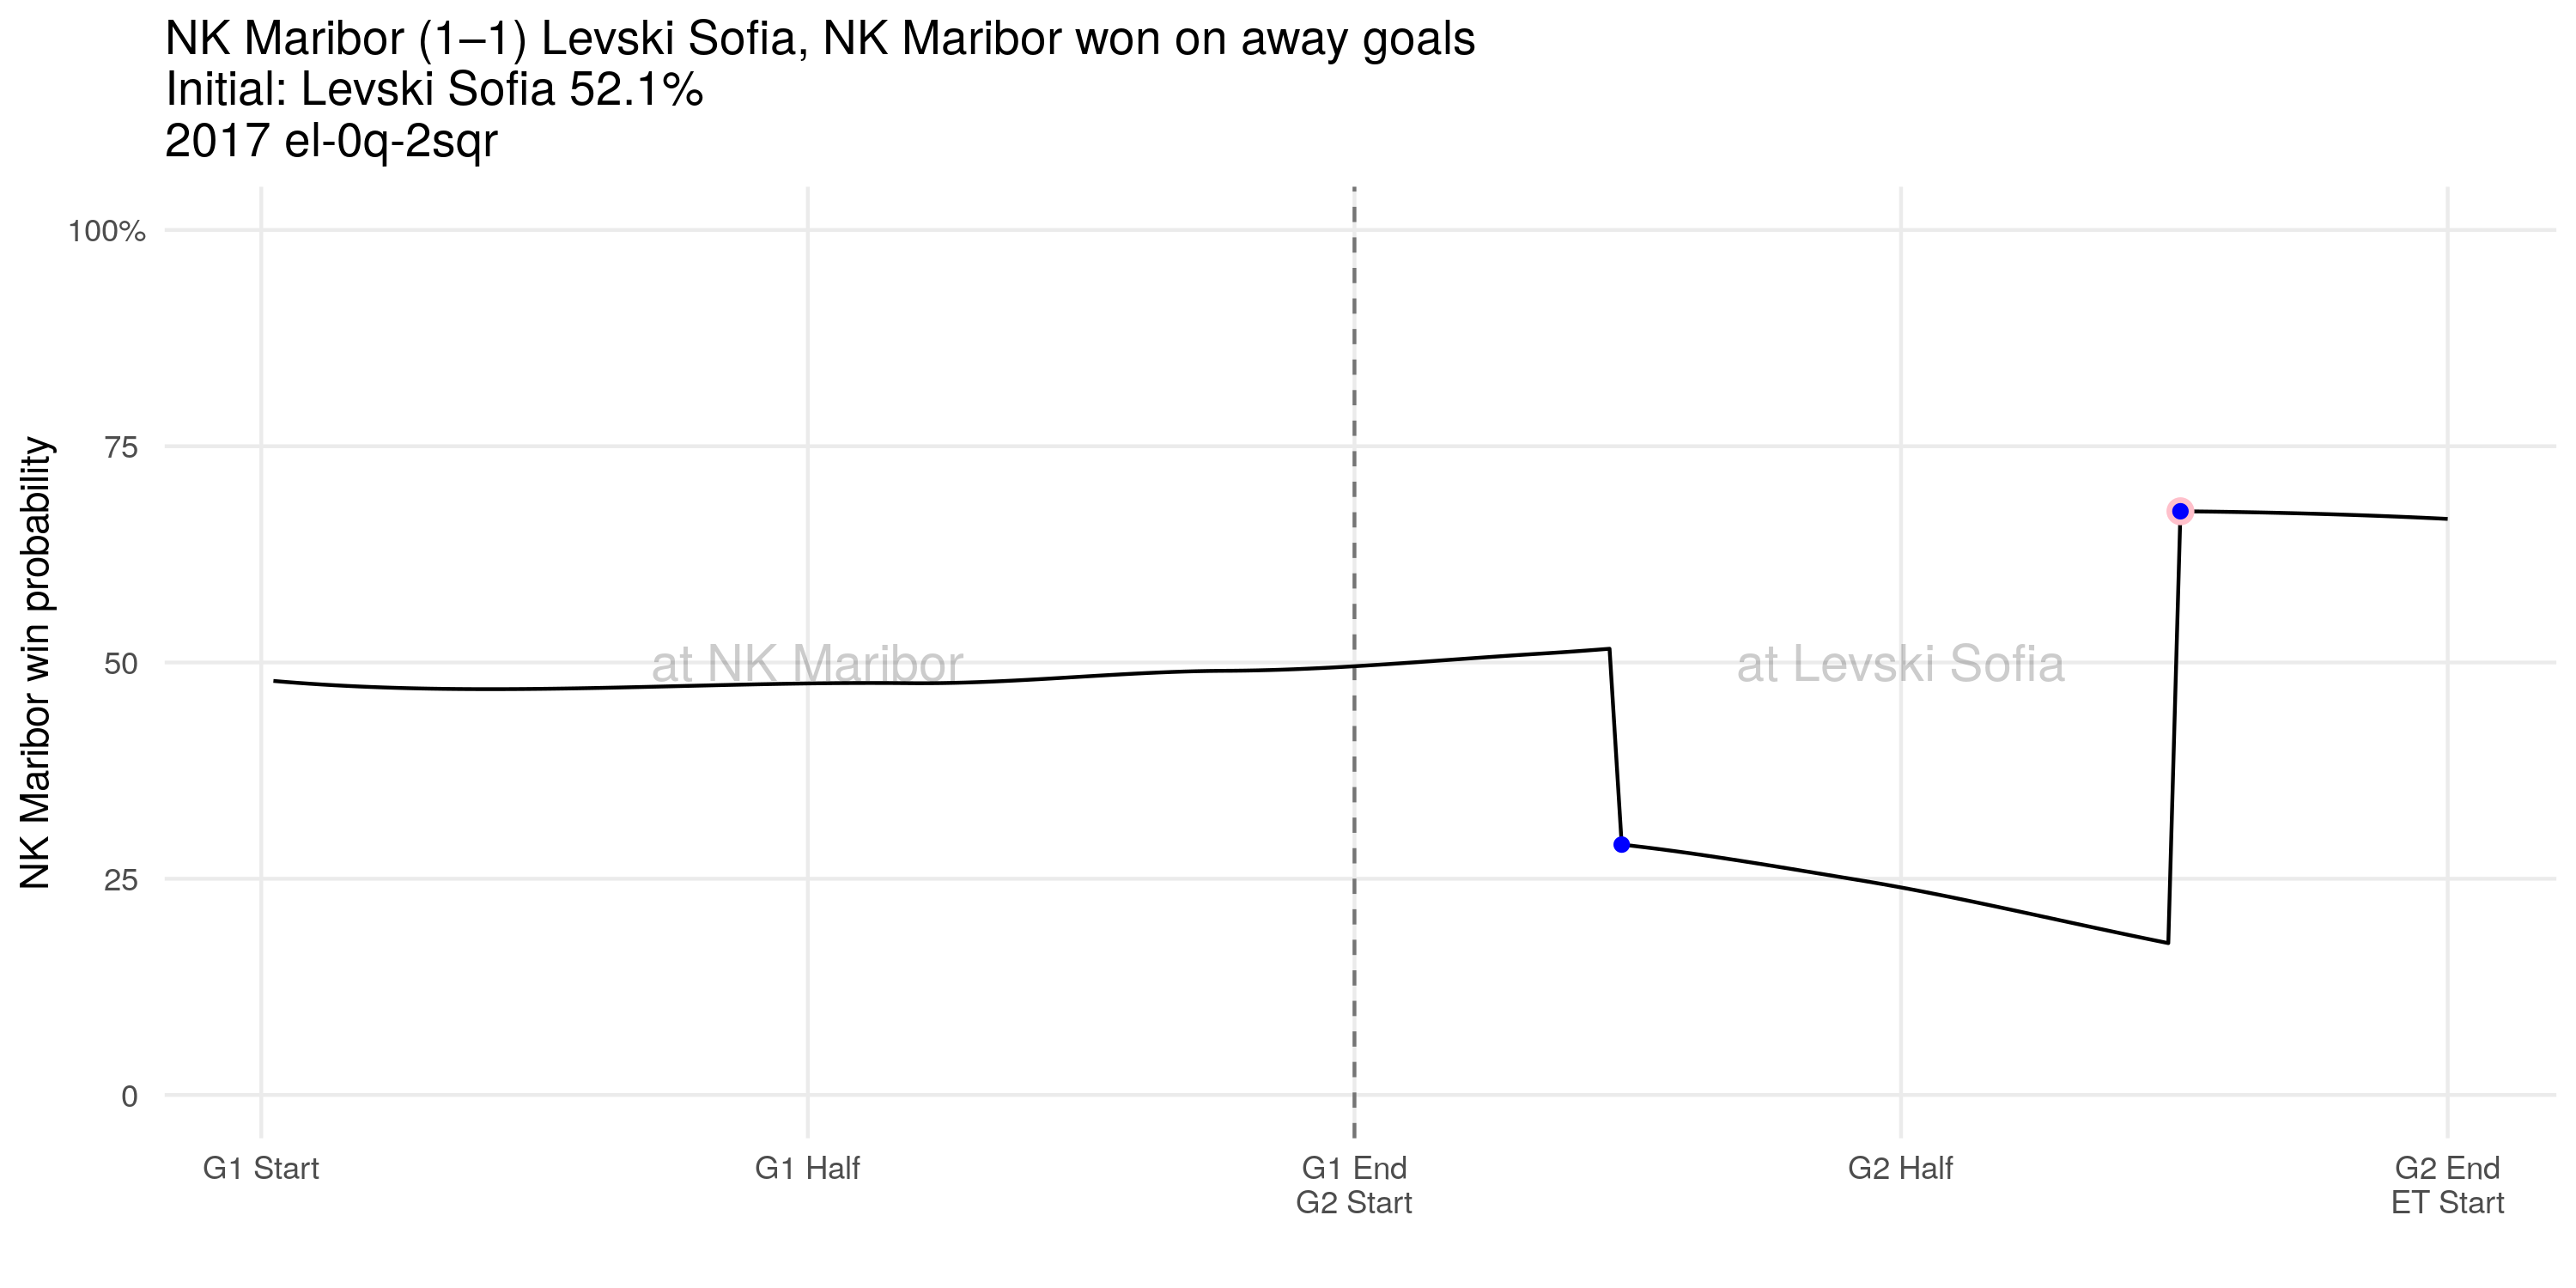 NK Maribor (1–1) Levski Sofia, NK Maribor won on away goals
Initial: Levski Sofia 52.1%
2017 el-0q-2sqr
NK Maribor win probability
100%
75
50
25
0
at NK Maribor
at Levski Sofia
G1 Start
G1 Half
G1 End
G2 Start
G2 Half
G2 End
ET Start